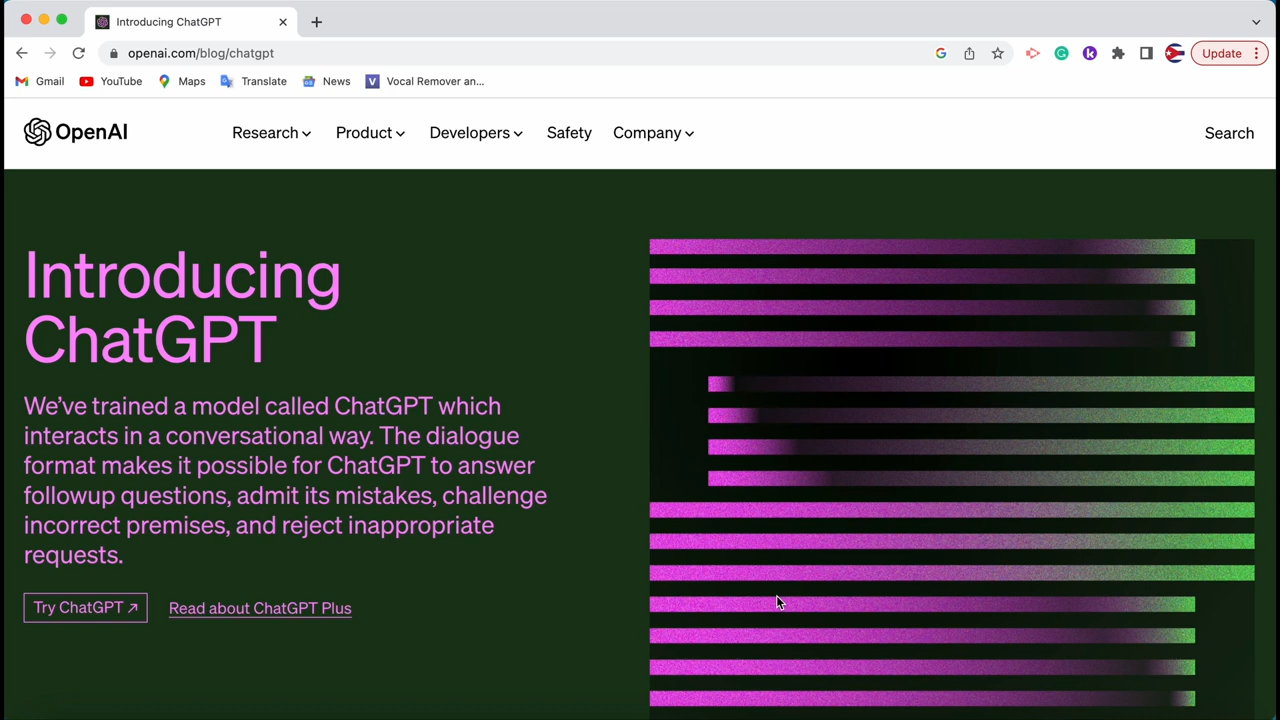 Introducing ChatGPT
openai.com/blog/chatgpt
Update
Gmail
YouTube
Maps
Translate
News
Vocal Remover an...
OpenAI
Research
Product
Developers
Safety
Company
Search
Introducing
ChatGPT
We've trained a model called ChatGPT which
interacts in a conversational way. The dialogue
format makes it possible for ChatGPT to answer
followup questions, admit its mistakes, challenge
incorrect premises, and reject inappropriate
requests.
Try ChatGPT ↗
Read about ChatGPT Plus